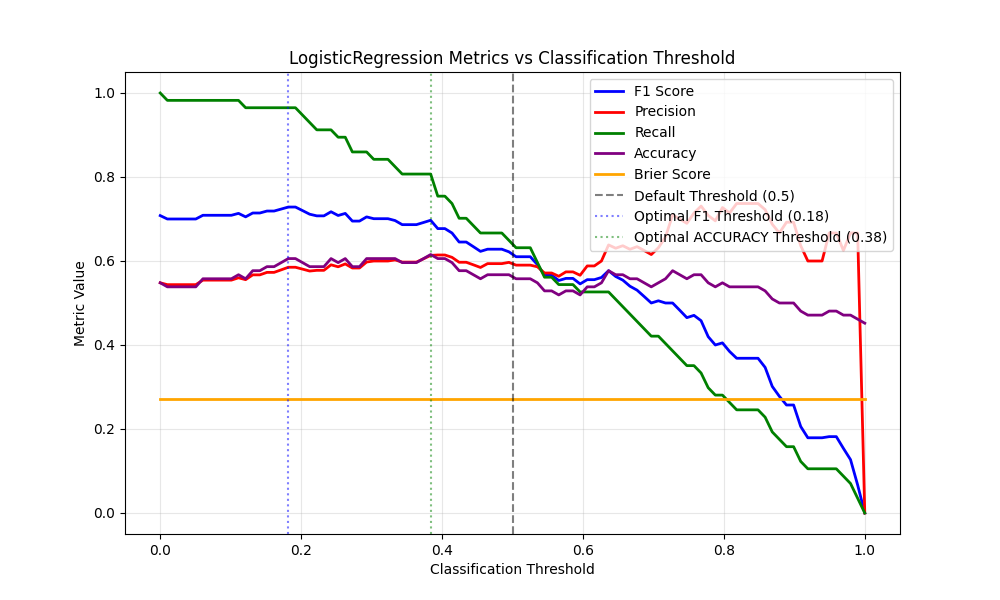 LogisticRegression Metrics vs Classification Threshold
F1 Score
Precision
Recall
Accuracy
Brier Score
Default Threshold (0.5)
Optimal F1 Threshold (0.18)
Optimal ACCURACY Threshold (0.38)
Metric Value
1.0
0.8
0.6
0.4
0.2
0.0
0.0 0.2 0.4 0.6 0.8 1.0
Classification Threshold